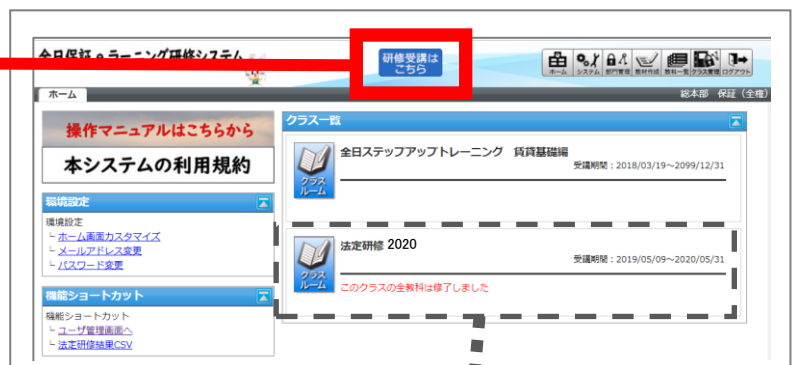 全日保証 e ラーニング研修システム
研修受講は
こちら
ホーム
システム
部門管理
教材作成
教科一覧
クラス管理
ログアウト
ホーム
総本部 保証（全権）
操作マニュアルはこちらから
本システムの利用規約
環境設定
環境設定
└ ホーム画面カスタマイズ
└ メールアドレス変更
└ パスワード変更
機能ショートカット
機能ショートカット
└ ユーザ管理画面へ
└ 法定研修結果CSV
クラス一覧
クラス
ルーム
全日ステップアップトレーニング 賃貸基礎編
受講期間：2018/03/19～2099/12/31
クラス
ルーム
法定研修 2020
受講期間：2019/05/09～2020/05/31
このクラスの全教科は修了しました